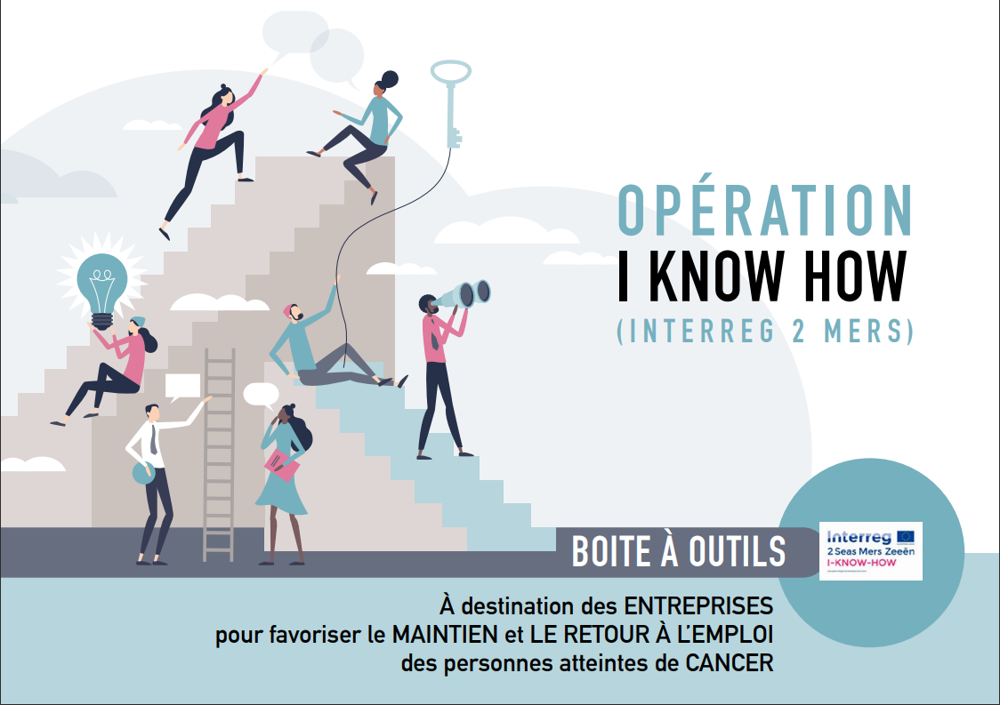 OPÉRATION
I KNOW HOW
(INTERREG 2 MERS)
BOITE À OUTILS
Interreg
2 Seas Mers Zeeën
I-KNOW-HOW
À destination des ENTREPRISES
pour favoriser le MAINTIEN et LE RETOUR À L'EMPLOI
des personnes atteintes de CANCER